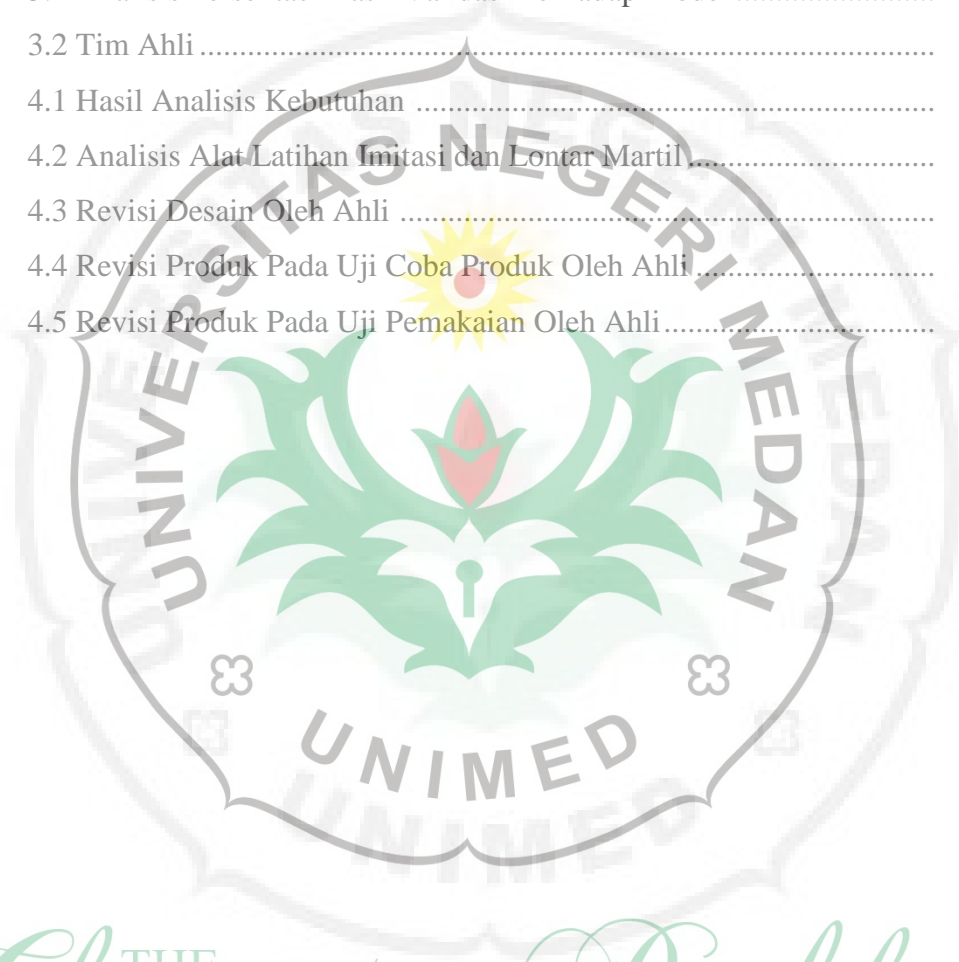 3.2 Tim Ahli ...........................................................................................
4.1 Hasil Analisis Kebutuhan ................................................................
4.2 Analisis Alat Latihan Imitasi dan Lontar Martil ..............................
4.3 Revisi Desain Oleh Ahli ..................................................................
4.4 Revisi Produk Pada Uji Coba Produk Oleh Ahli .............................
4.5 Revisi Produk Pada Uji Pemakaian Oleh Ahli .................................
UNIVERSITAS NEGERI MEDAN
UNIMED
THE